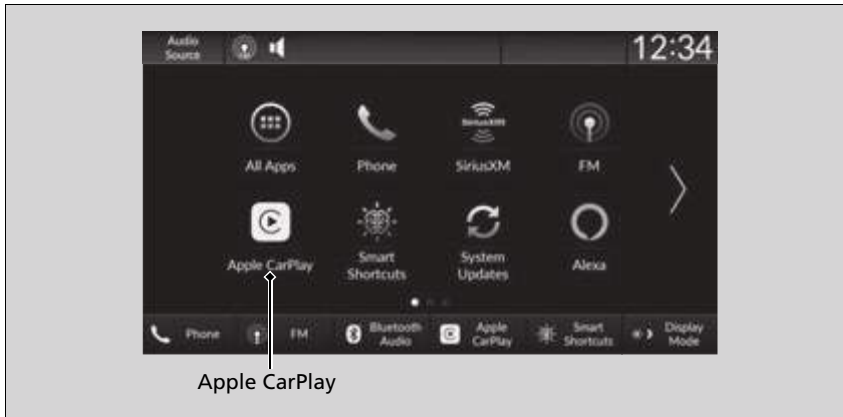 Audio
Source
12:34
All Apps
Phone
SiriusXM
SiriusXM
FM
Apple CarPlay
Smart
Shortcuts
System
Updates
Alexa
Phone
FM
Bluetooth
Audio
Apple
CarPlay
Smart
Shortcuts
Display
Mode
Apple CarPlay